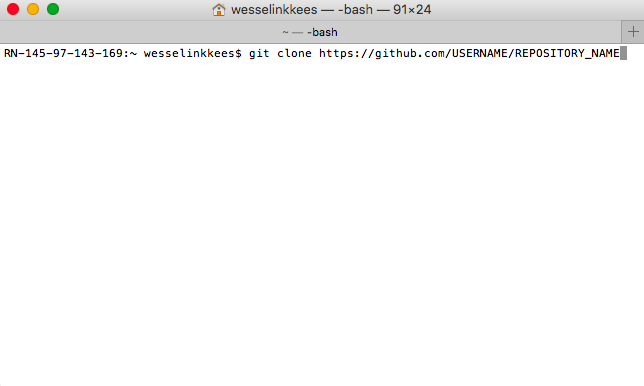 wesselinkkees — -bash — 91×24
~ — -bash
RN-145-97-143-169:~ wesselinkkees$ git clone https://github.com/USERNAME/REPOSITORY_NAME